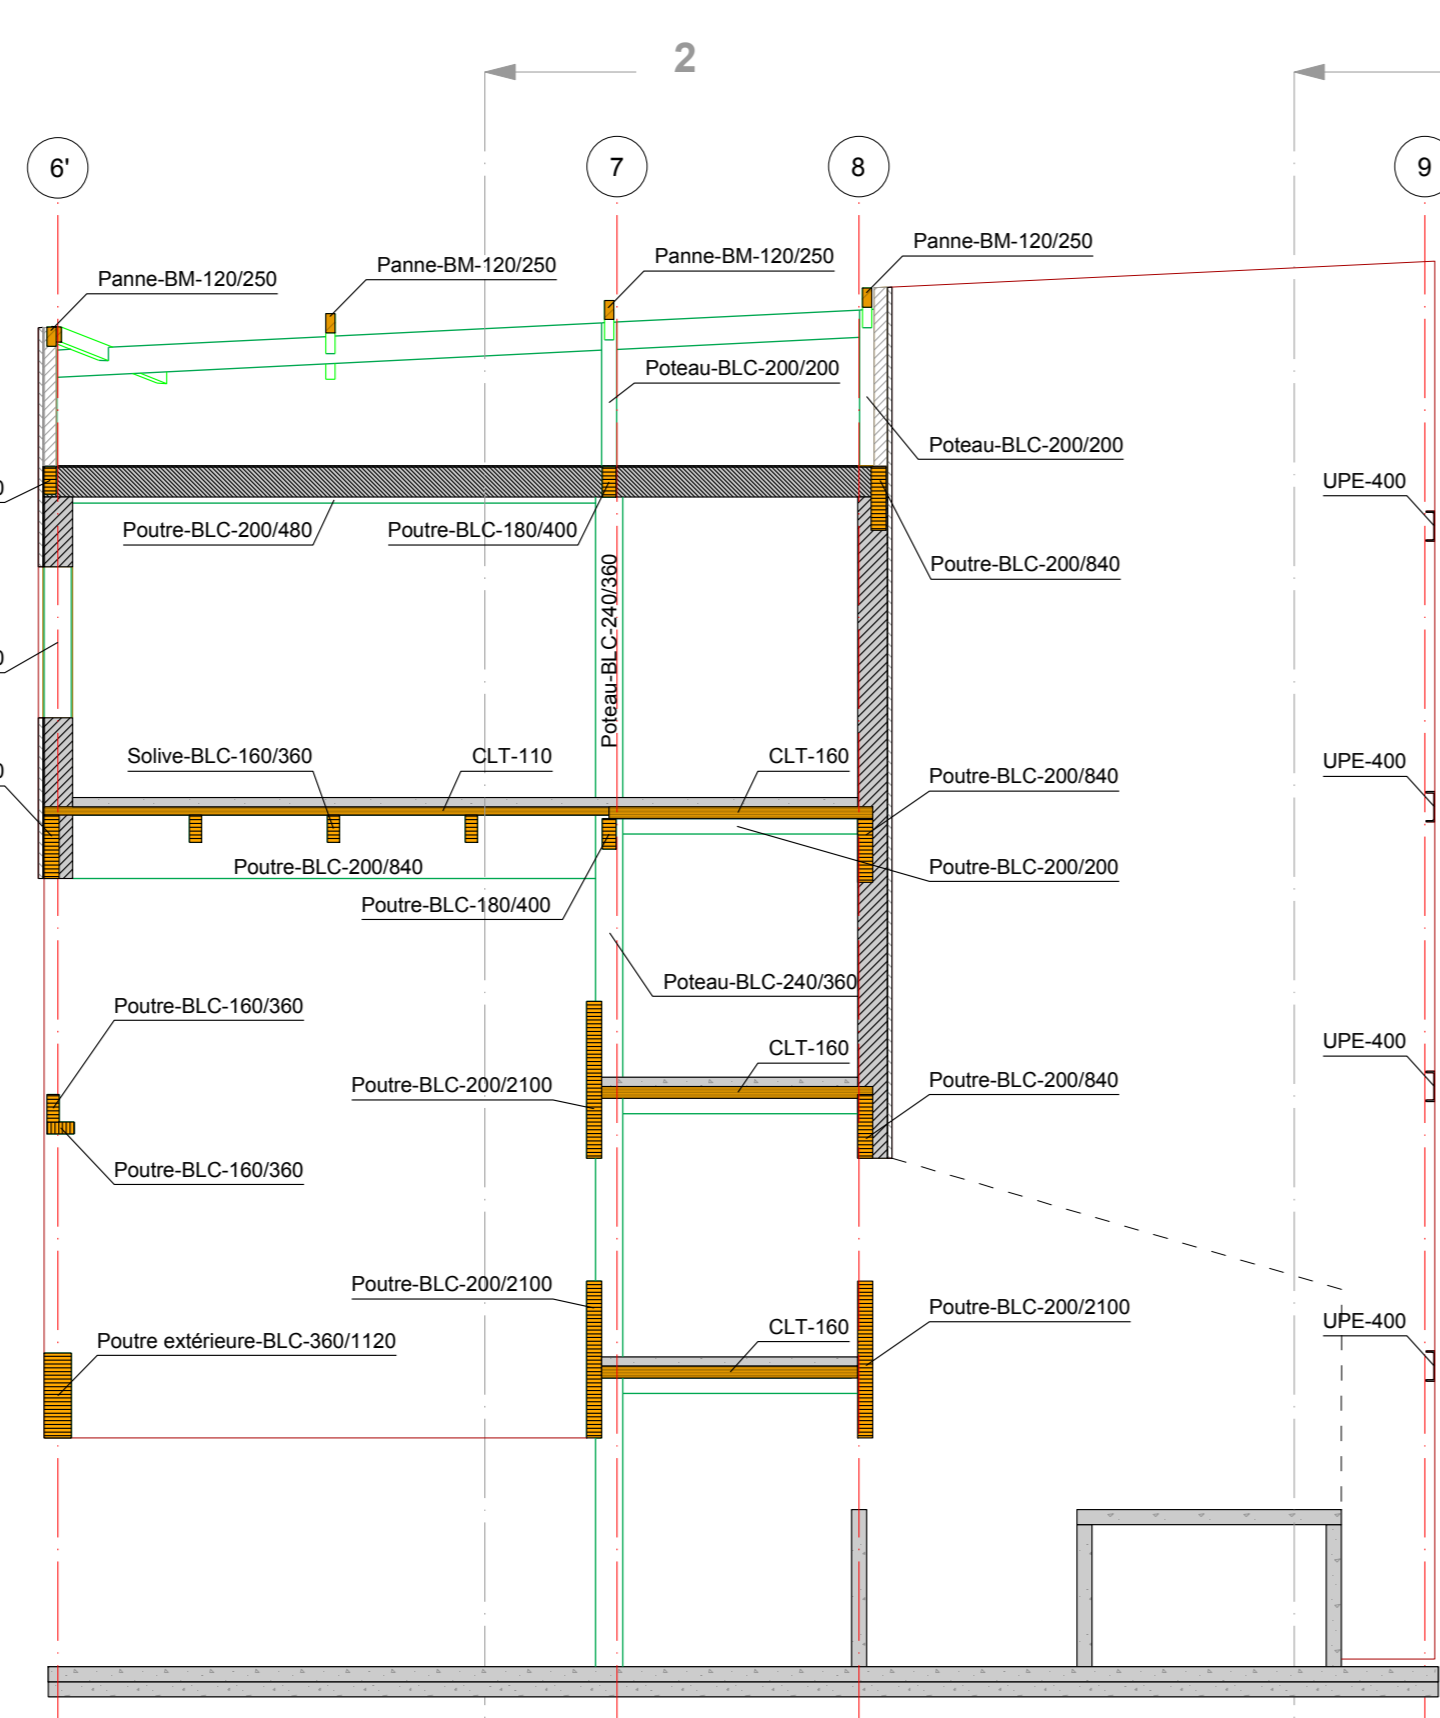 2
6'
7
8
9
Panne-BM-120/250
Panne-BM-120/250
Panne-BM-120/250
Panne-BM-120/250
Poteau-BLC-200/200
Poteau-BLC-200/200
0
UPE-400
Poutre-BLC-200/480
Poutre-BLC-180/400
Poutre-BLC-200/840
Poteau-BLC-240/360
0
Solive-BLC-160/360
CLT-110
CLT-160
Poutre-BLC-200/840
UPE-400
0
Poutre-BLC-200/840
Poutre-BLC-200/200
Poutre-BLC-180/400
Poteau-BLC-240/360
Poutre-BLC-160/360
CLT-160
UPE-400
Poutre-BLC-200/2100
Poutre-BLC-200/840
Poutre-BLC-160/360
Poutre-BLC-200/2100
Poutre extérieure-BLC-360/1120
CLT-160
Poutre-BLC-200/2100
UPE-400